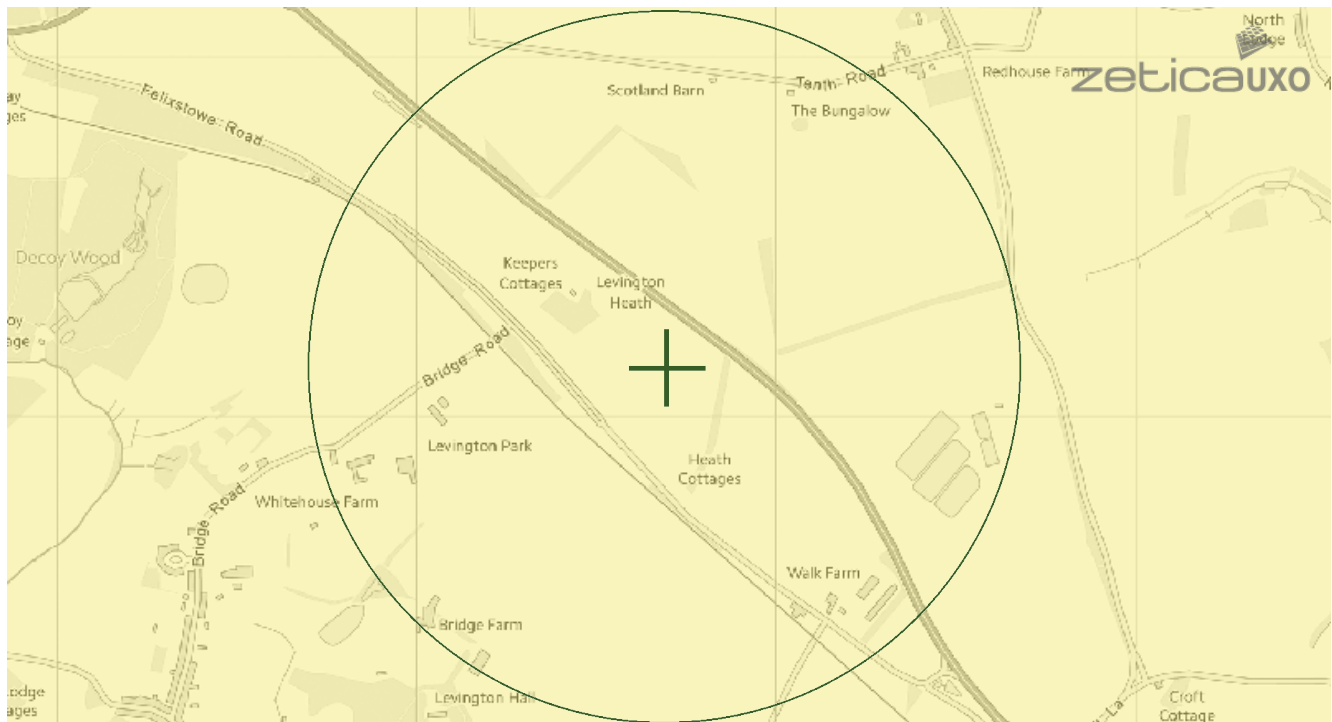 North
Scotland Barn
Tenth Road
Redhouse Farm
zeticauxo
The Bungalow
Felixstowe Road
Decoy Wood
Keepers
Cottages
Levington
Heath
Bridge Road
Levington Park
Heath
Cottages
Whitehouse Farm
Bridge Road
Walk Farm
Bridge Farm
Levington Hall
Croft
Cottage